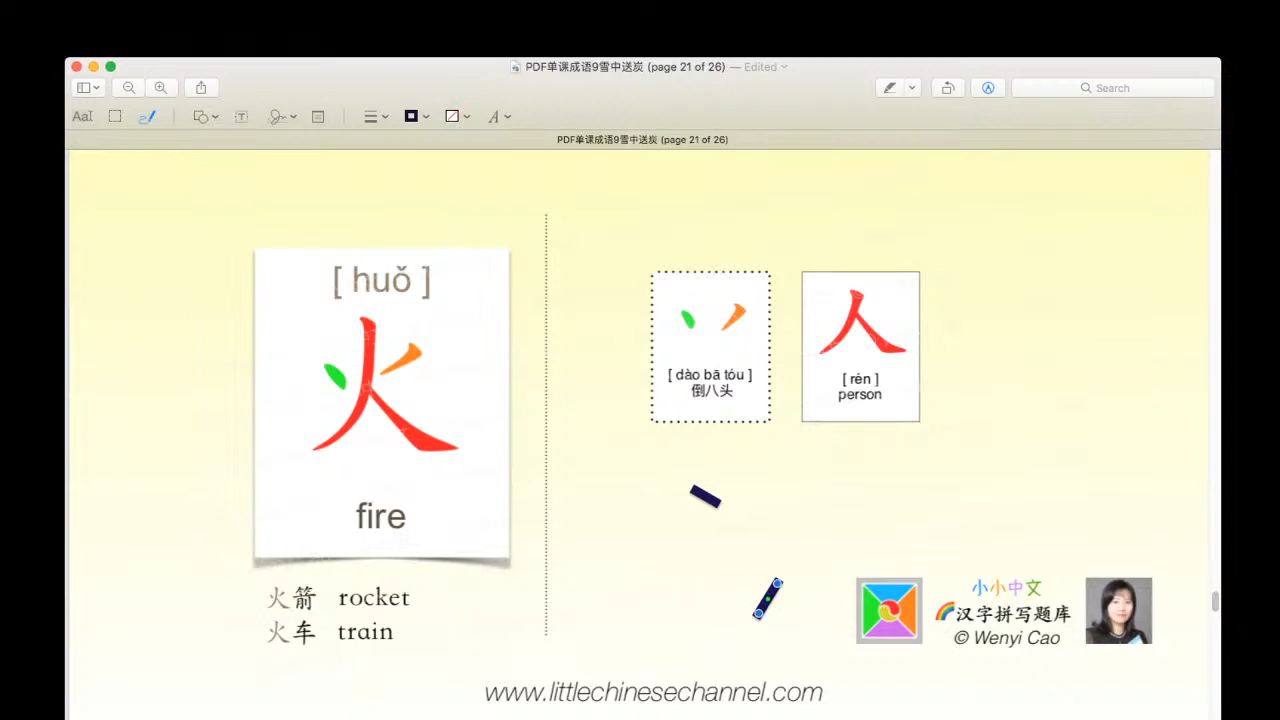 PDF单课成语9雪中送炭 (page 21 of 26) — Edited
Search
AaI
T
A
PDF单课成语9雪中送炭 (page 21 of 26)
[ huǒ ]
火
fire
火箭 rocket
火车 train
[ dào bā tóu ]
倒八头
人
[ rén ]
person
小小中文
汉字拼写题库
© Wenyi Cao
www.littlechinesechannel.com